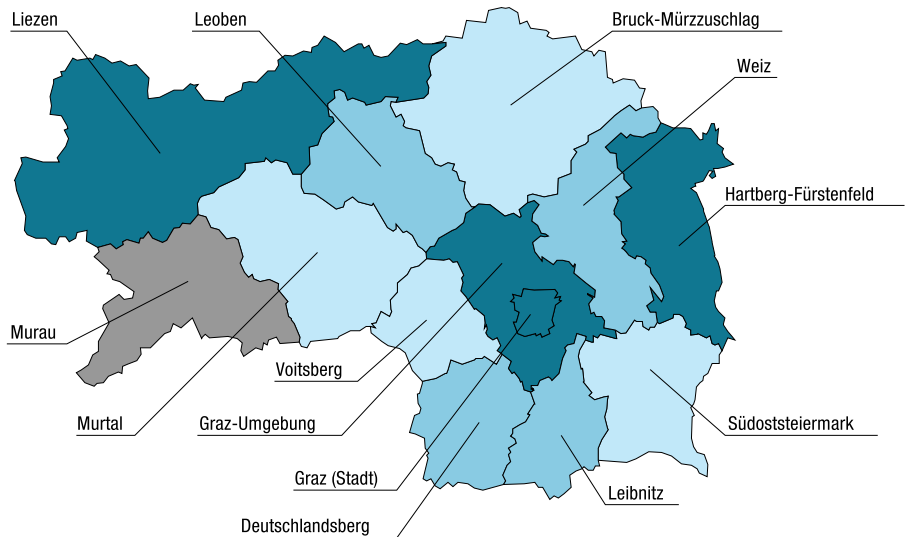 Liezen
Leoben
Bruck-Mürzzuschlag
Weiz
Hartberg-Fürstenfeld
Murau
Voitsberg
Murtal
Graz-Umgebung
Südoststeiermark
Graz (Stadt)
Leibnitz
Deutschlandsberg